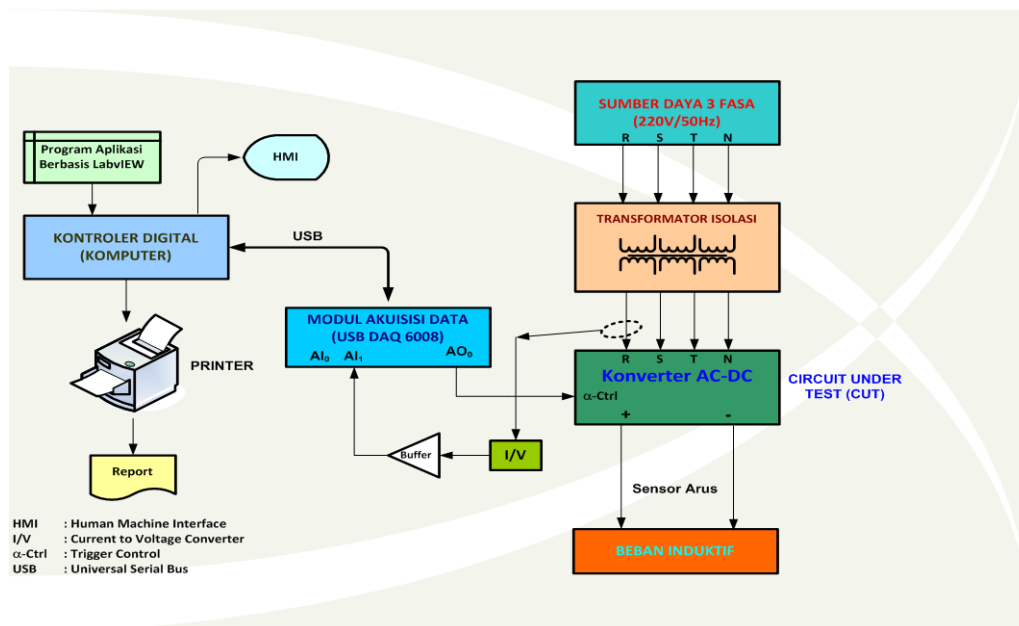 SUMBER DAYA 3 FASA
(220V/50Hz)
R S T N
Program Aplikasi
Berbasis LabvIEW
HMI
TRANSFORMATOR ISOLASI
KONTROLER DIGITAL
(KOMPUTER)
USB
MODUL AKUISISI DATA
(USB DAQ 6008)
AI₀ AI₁ AO₀
PRINTER
R S T N
Konverter AC-DC
α-Ctrl
+ -
CIRCUIT UNDER
TEST (CUT)
Buffer
I/V
Report
Sensor Arus
BEBAN INDUKTIF
HMI : Human Machine Interface
I/V : Current to Voltage Converter
α-Ctrl : Trigger Control
USB : Universal Serial Bus